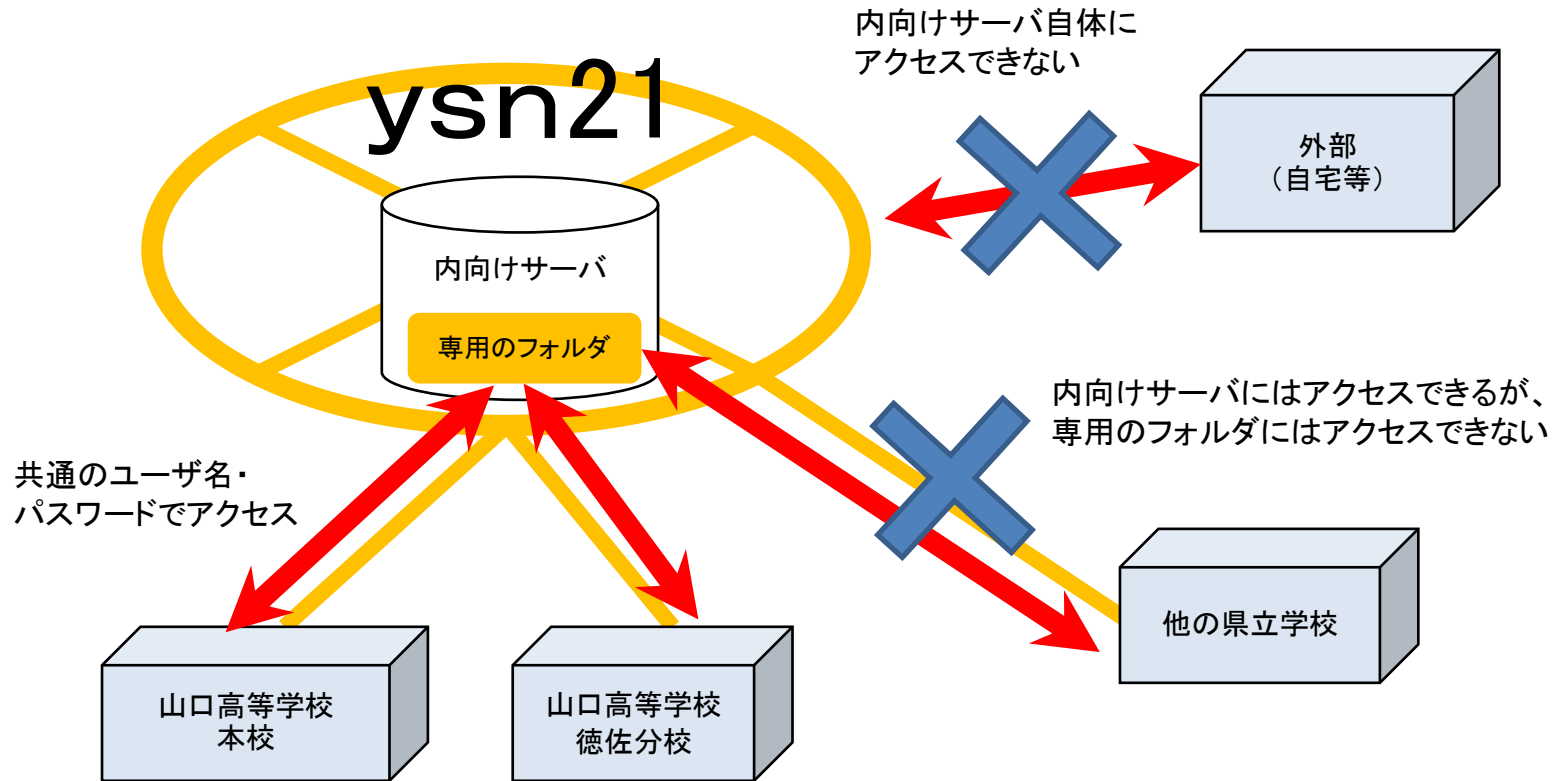 内向けサーバ自体に
アクセスできない
ysn21
外部
（自宅等）
内向けサーバ
専用のフォルダ
内向けサーバにはアクセスできるが、
専用のフォルダにはアクセスできない
共通のユーザ名・
パスワードでアクセス
他の県立学校
山口高等学校
本校
山口高等学校
徳佐分校